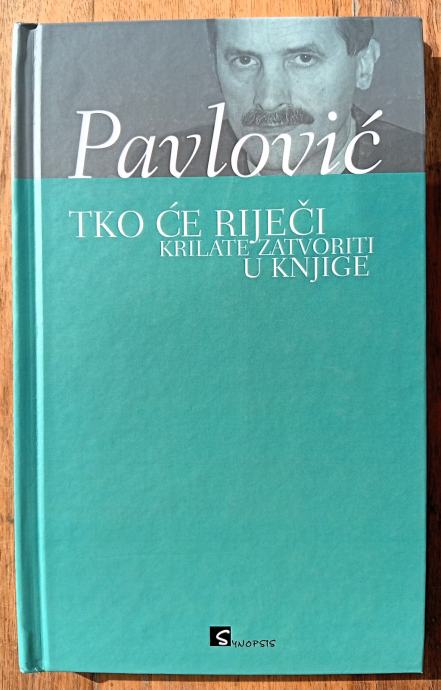 Pavlović
TKO ĆE RIJEČI
KRILATE ZATVORITI
U KNJIGE
SYNOPSIS